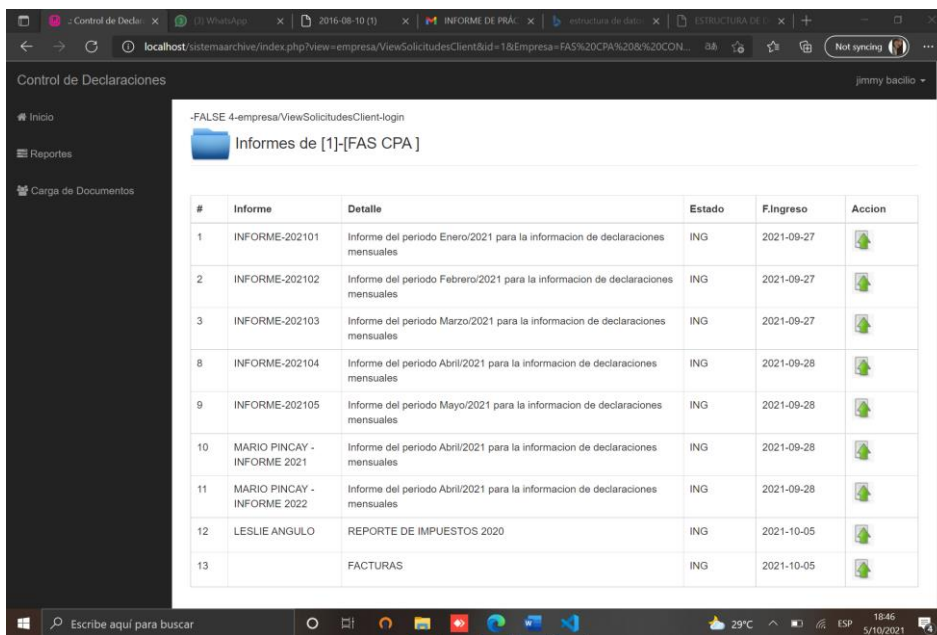 :: Control de Declar
(3) WhatsApp
2016-08-10 (1)
INFORME DE PRÁC
estructura de dato
ESTRUCTURA DE D
localhost/sistemaarchive/index.php?view=empresa/ViewSolicitudesClient&id=1&Empresa=FAS%20CPA%20&%20CON...
Not syncing
Control de Declaraciones
jimmy bacilio
Inicio
Reportes
Carga de Documentos
-FALSE 4-empresa/ViewSolicitudesClient-login
Informes de [1]-[FAS CPA ]
# Informe Detalle Estado F.Ingreso Accion
1 INFORME-202101 Informe del periodo Enero/2021 para la informacion de declaraciones ING 2021-09-27
mensuales
2 INFORME-202102 Informe del periodo Febrero/2021 para la informacion de declaraciones ING 2021-09-27
mensuales
3 INFORME-202103 Informe del periodo Marzo/2021 para la informacion de declaraciones ING 2021-09-27
mensuales
8 INFORME-202104 Informe del periodo Abril/2021 para la informacion de declaraciones ING 2021-09-28
mensuales
9 INFORME-202105 Informe del periodo Mayo/2021 para la informacion de declaraciones ING 2021-09-28
mensuales
10 MARIO PINCAY - Informe del periodo Abril/2021 para la informacion de declaraciones ING 2021-09-28
INFORME 2021 mensuales
11 MARIO PINCAY - Informe del periodo Abril/2021 para la informacion de declaraciones ING 2021-09-28
INFORME 2022 mensuales
12 LESLIE ANGULO REPORTE DE IMPUESTOS 2020 ING 2021-10-05
13 FACTURAS ING 2021-10-05
Escribe aquí para buscar
29°C
ESP
18:46
5/10/2021